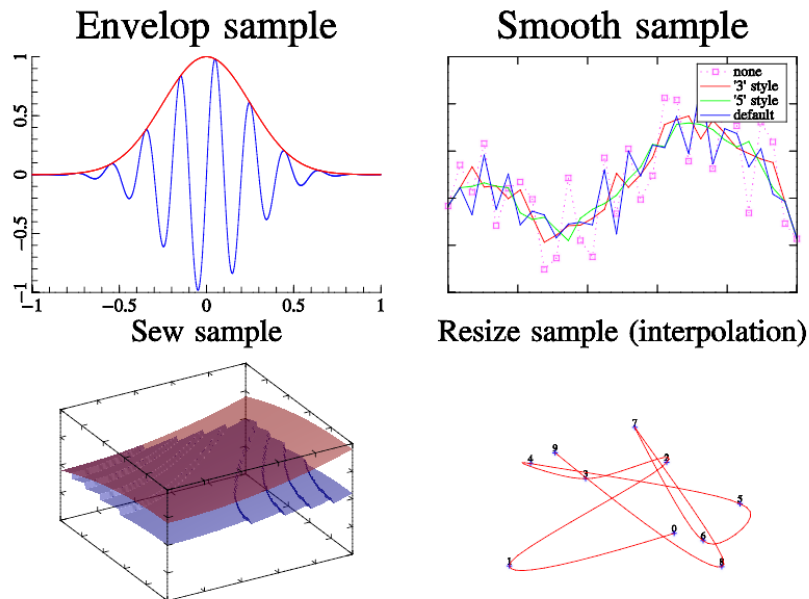 Envelop sample
1
0.5
0
−0.5
−1
−1
−0.5
0
0.5
1
Smooth sample
none
'3' style
'5' style
default
Sew sample
Resize sample (interpolation)
7
9
4
2
3
5
0
6
1
8